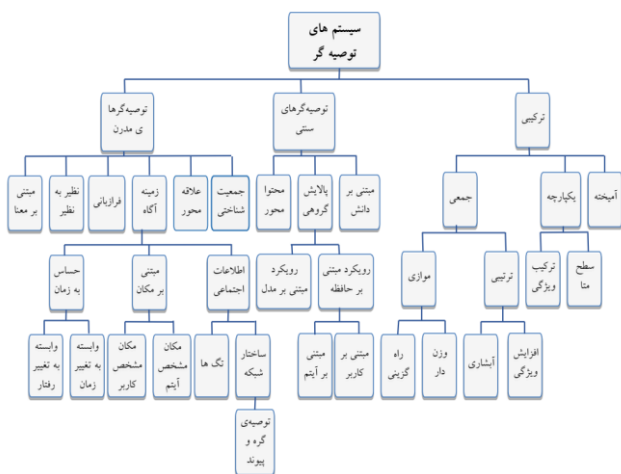 سیستم های
توصیه گر
ترکیبی
توصیه‌گرهای
سنتی
توصیه‌گرها
ی مدرن
آمیخته
یکپارچه
جمعی
مبتنی بر
دانش
پالایش
گروهی
محتوا
محور
جمعیت
شناختی
علاقه
محور
زمینه
آگاه
فرازبانی
نظیر به
نظیر
مبتنی
بر معنا
سطح
متا
ترکیب
ویژگی
ترتیبی
موازی
رویکرد مبتنی
بر حافظه
رویکرد
مبتنی بر مدل
اطلاعات
اجتماعی
مبتنی
بر مکان
حساس
به زمان
افزایش
ویژگی
آبشاری
وزن
دار
راه
گزینی
مبتنی بر
کاربر
مبتنی
بر آیتم
ساختار
شبکه
تگ ها
مکان
مشخص
آیتم
مکان
مشخص
کاربر
وابسته
به تغییر
زمان
وابسته
به تغییر
رفتار
توصیه‌ی
گره و
پیوند